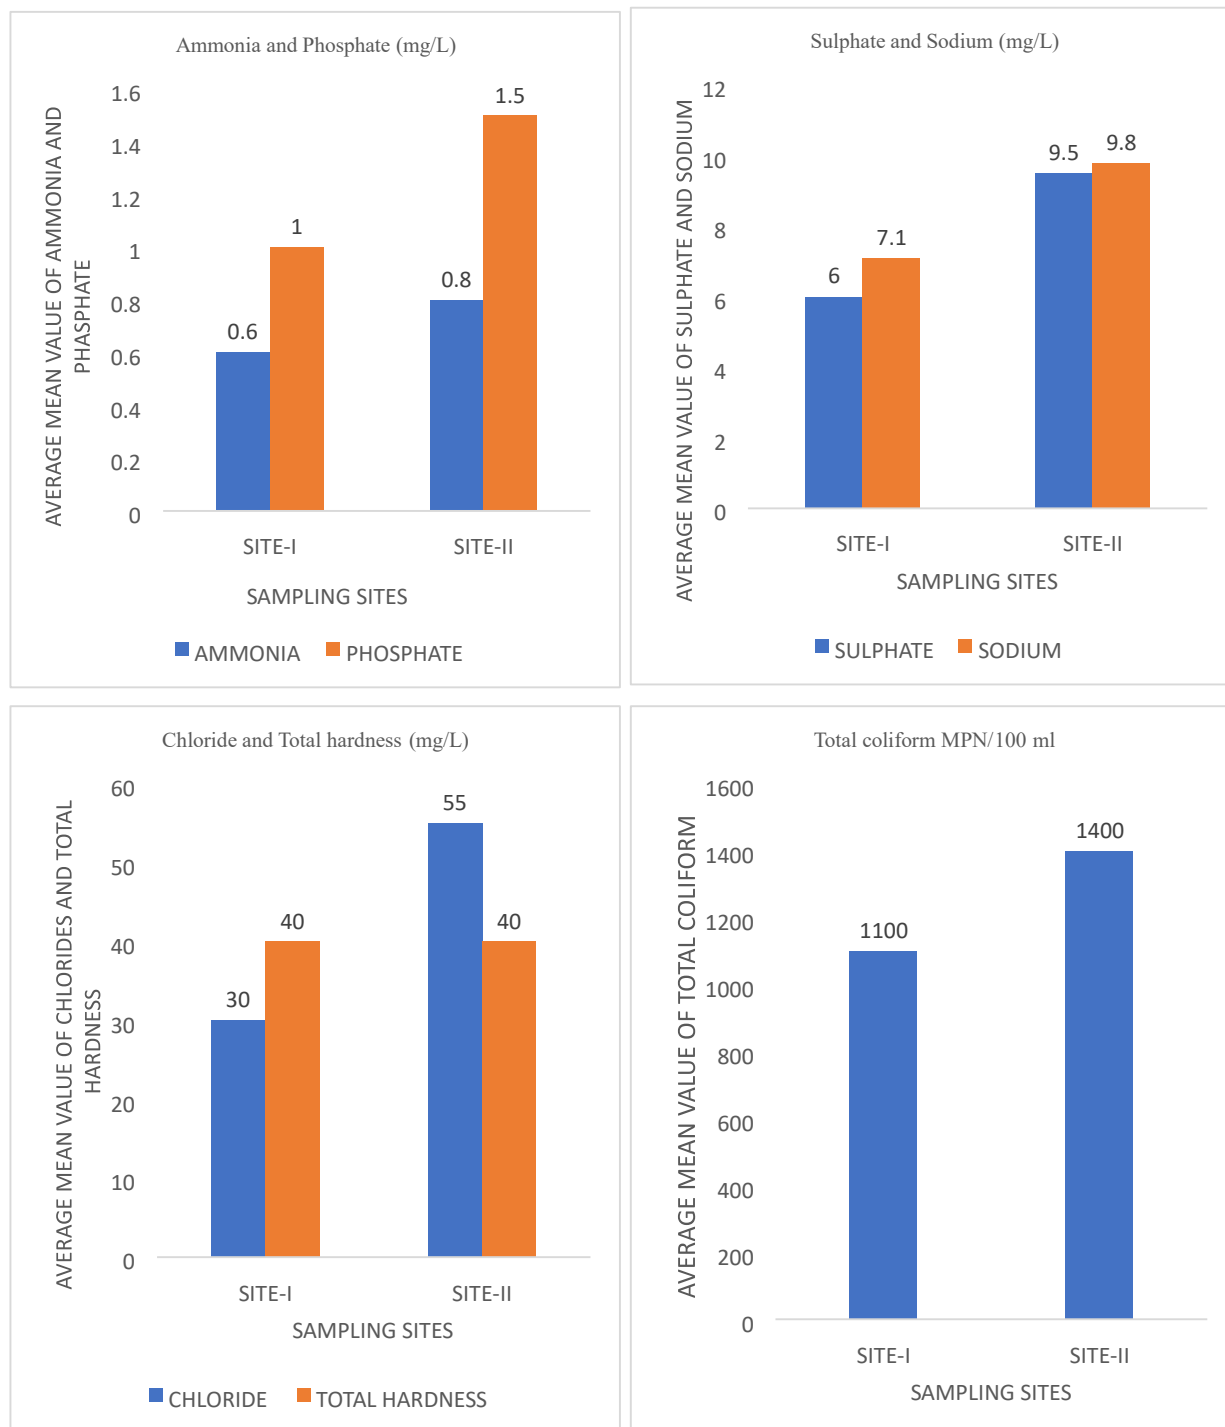 Ammonia and Phosphate (mg/L)
AVERAGE MEAN VALUE OF AMMONIA AND
PHASPHATE
1.6
1.4
1.2
1
0.8
0.6
0.4
0.2
0
0.6
1
0.8
1.5
SITE-I
SITE-II
SAMPLING SITES
AMMONIA
PHOSPHATE
Sulphate and Sodium (mg/L)
AVERAGE MEAN VALUE OF SULPHATE AND SODIUM
12
10
8
6
4
2
0
6
7.1
9.5
9.8
SITE-I
SITE-II
SAMPLING SITES
SULPHATE
SODIUM
Chloride and Total hardness (mg/L)
AVERAGE MEAN VALUE OF CHLORIDES AND TOTAL
HARDNESS
60
50
40
30
20
10
0
30
40
55
40
SITE-I
SITE-II
SAMPLING SITES
CHLORIDE
TOTAL HARDNESS
Total coliform MPN/100 ml
AVERAGE MEAN VALUE OF TOTAL COLIFORM
1600
1400
1200
1000
800
600
400
200
0
1100
1400
SITE-I
SITE-II
SAMPLING SITES